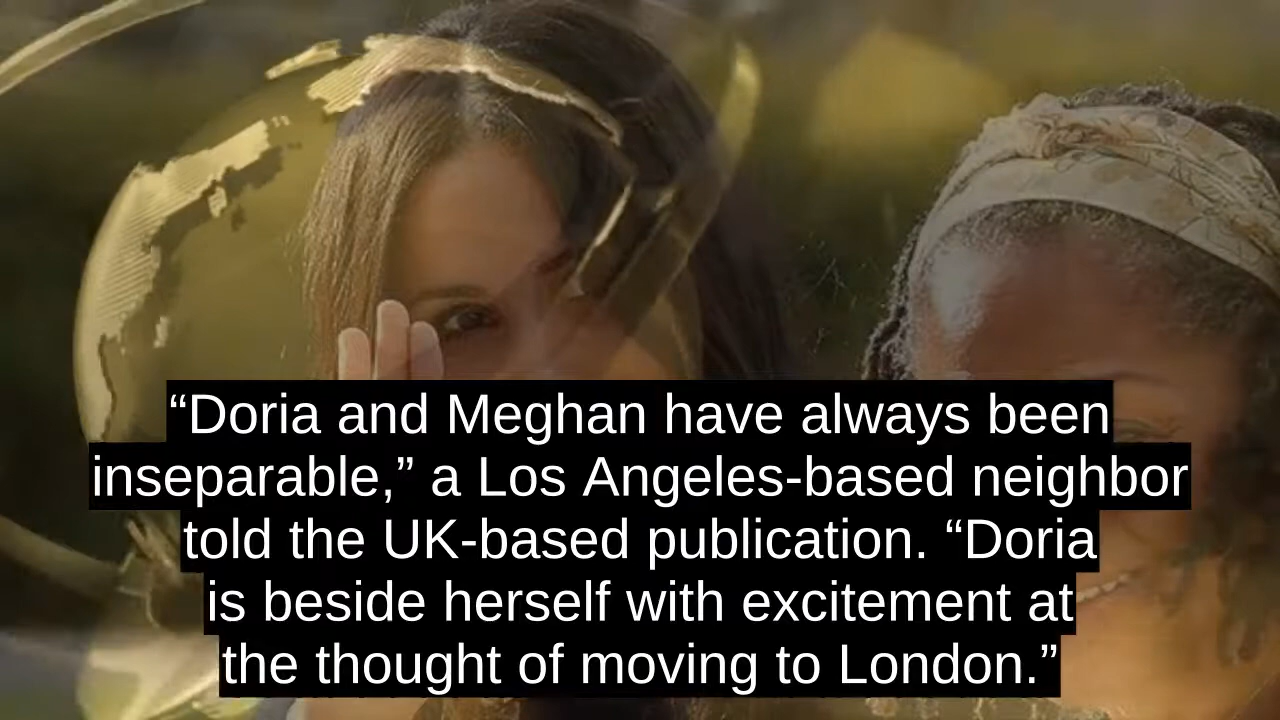 “Doria and Meghan have always been
inseparable,” a Los Angeles-based neighbor
told the UK-based publication. “Doria
is beside herself with excitement at
the thought of moving to London.”